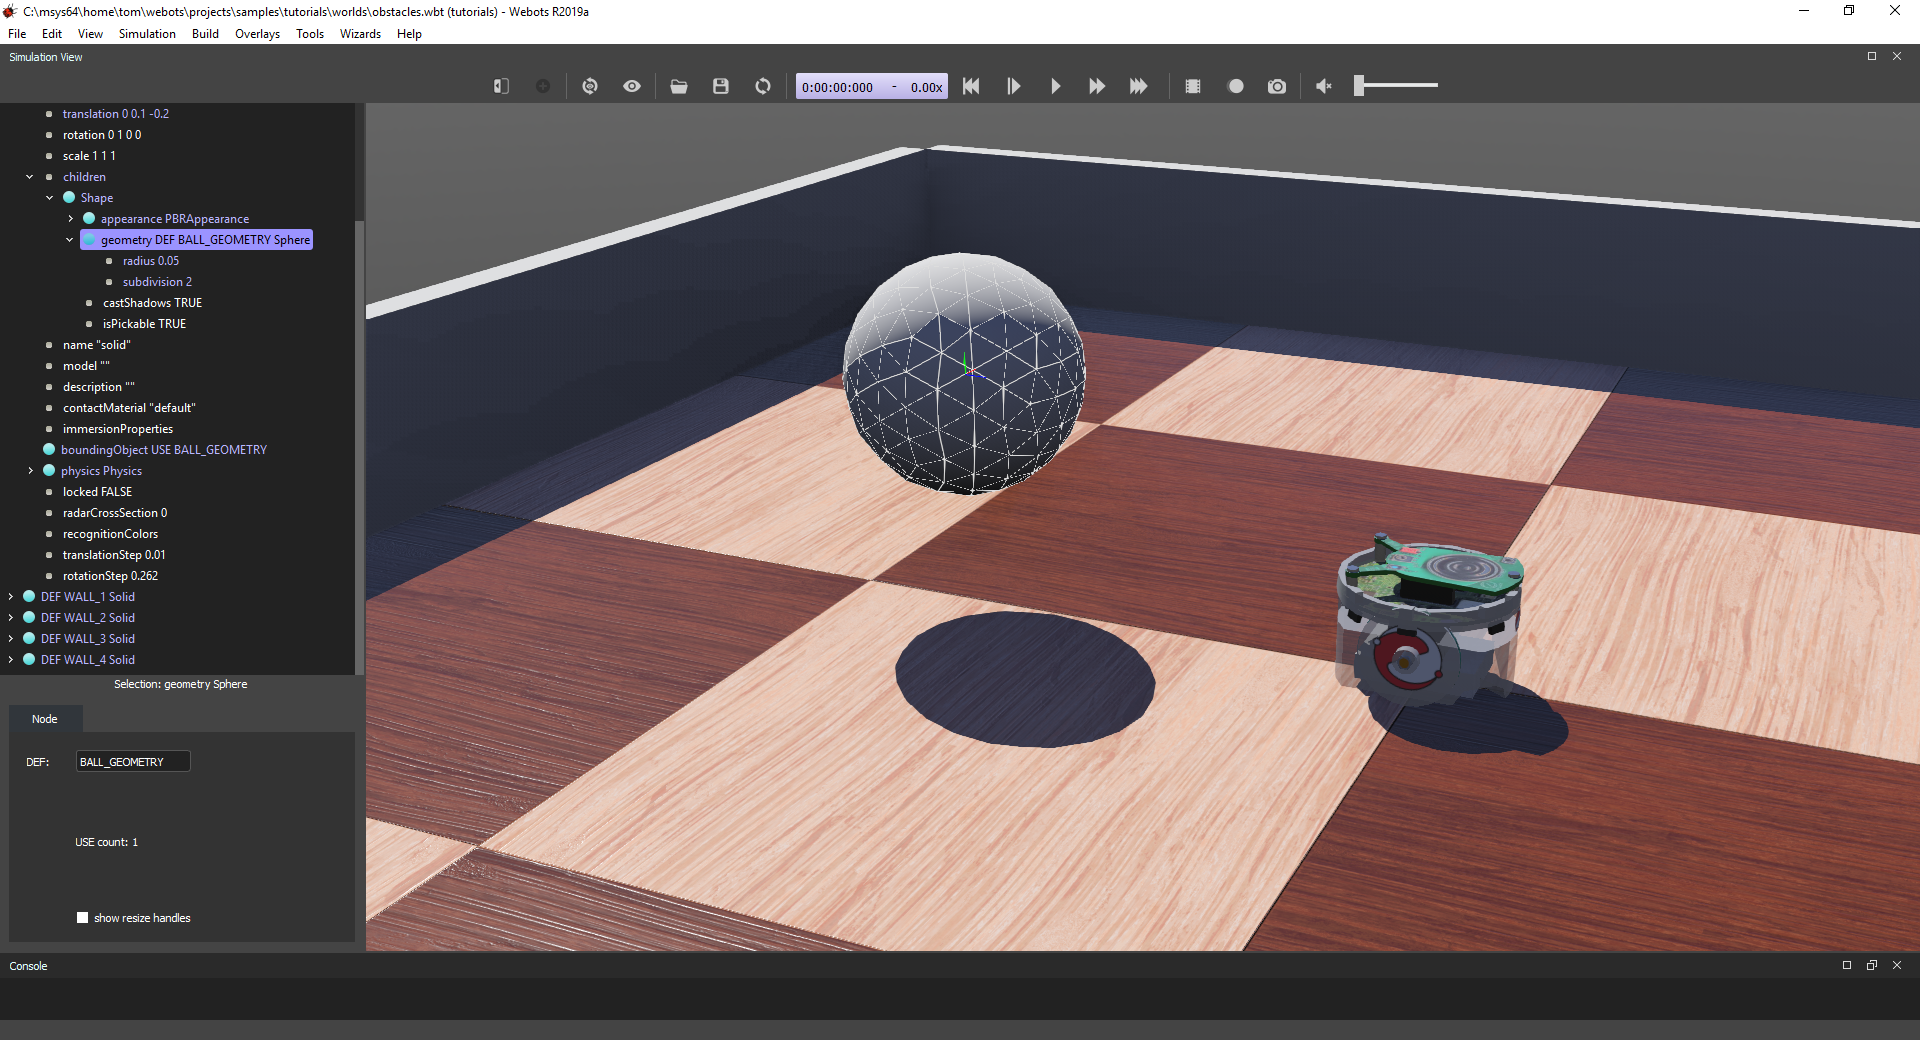 C:\msys64\home\tom\webots\projects\samples\tutorials\worlds\obstacles.wbt (tutorials) - Webots R2019a
File Edit View Simulation Build Overlays Tools Wizards Help
Simulation View
0:00:00:000 - 0.00x
translation 0 0.1 -0.2
rotation 0 1 0 0
scale 1 1 1
children
Shape
appearance PBRAppearance
geometry DEF BALL_GEOMETRY Sphere
radius 0.05
subdivision 2
castShadows TRUE
isPickable TRUE
name "solid"
model ""
description ""
contactMaterial "default"
immersionProperties
boundingObject USE BALL_GEOMETRY
physics Physics
locked FALSE
radarCrossSection 0
recognitionColors
translationStep 0.01
rotationStep 0.262
DEF WALL_1 Solid
DEF WALL_2 Solid
DEF WALL_3 Solid
DEF WALL_4 Solid
Selection: geometry Sphere
Node
DEF: BALL_GEOMETRY
USE count: 1
show resize handles
Console